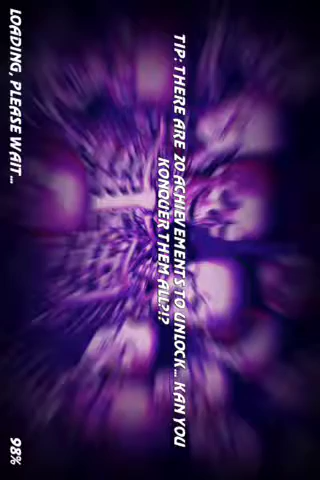 TIP: THERE ARE 20 ACHIEVEMENTS TO UNLOCK... KAN YOU
KONQUER THEM ALL?!?
LOADING, PLEASE WAIT...
98%